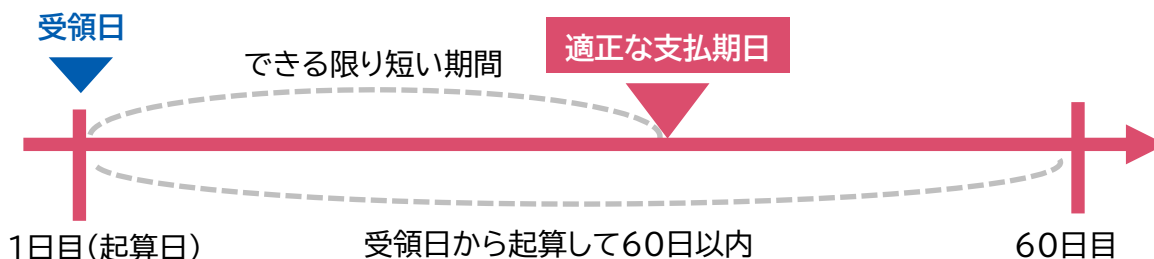 受領日
できる限り短い期間
適正な支払期日
1日目(起算日)
受領日から起算して60日以内
60日目